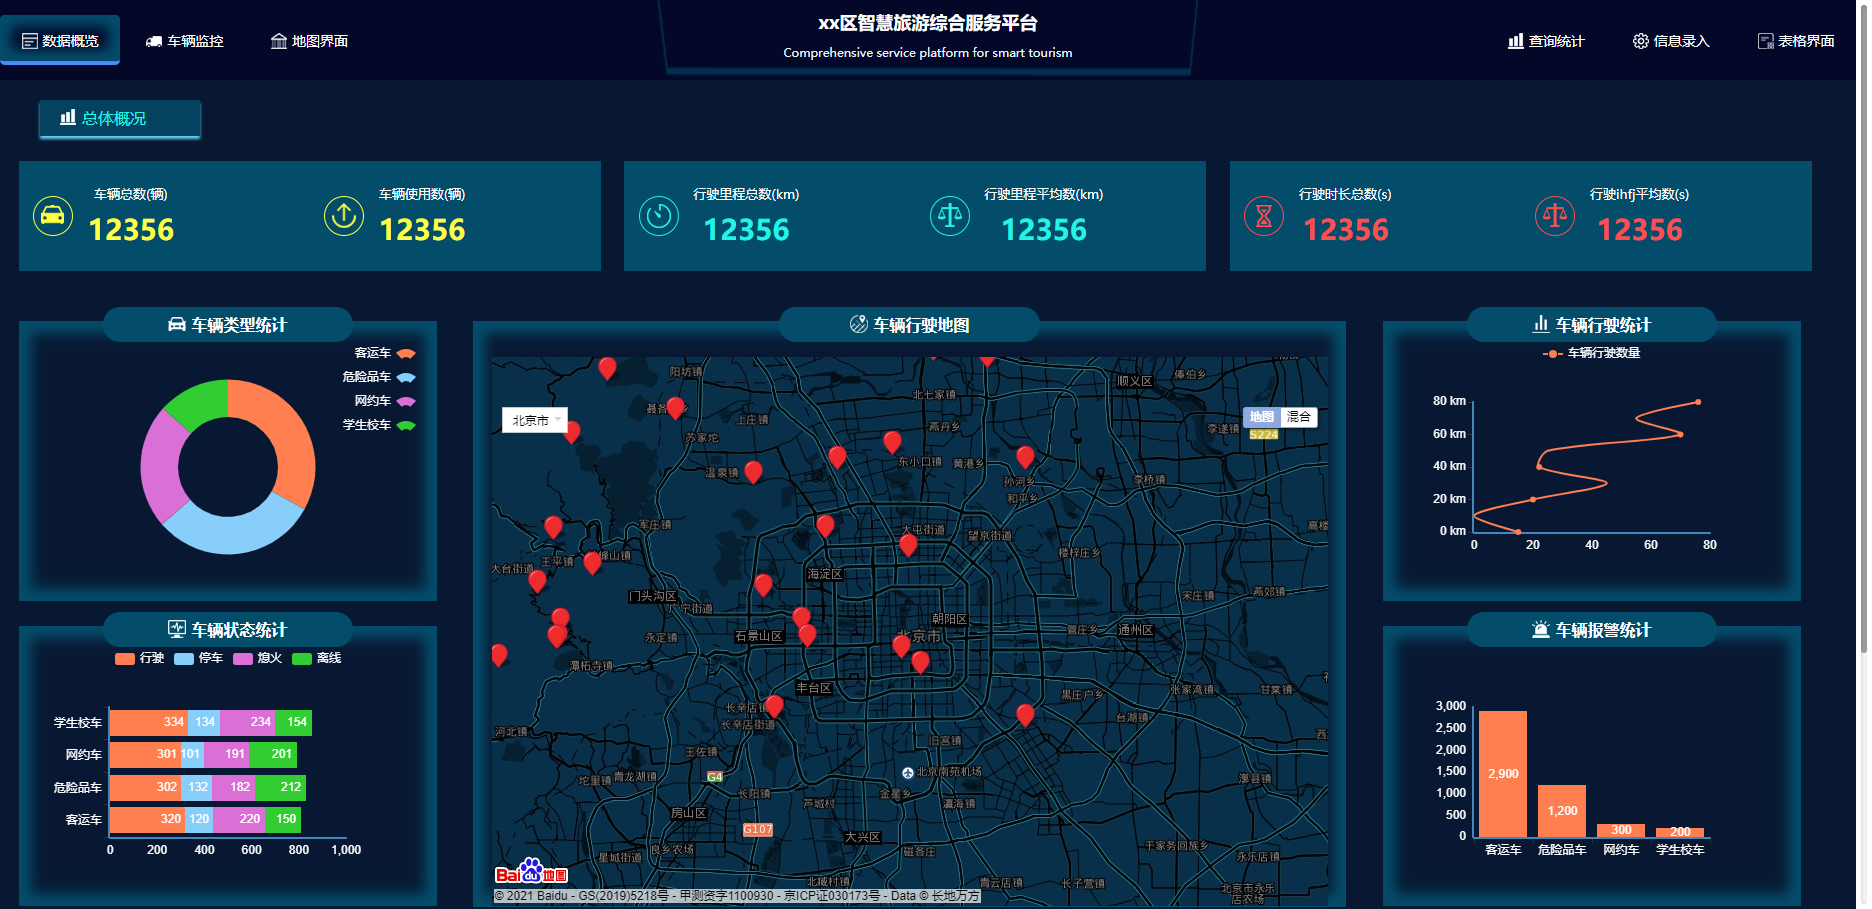 数据概览
车辆监控
地图界面
xx区智慧旅游综合服务平台
Comprehensive service platform for smart tourism
查询统计
信息录入
表格界面
总体概况
车辆总数(辆)
12356
车辆使用数(辆)
12356
行驶里程总数(km)
12356
行驶里程平均数(km)
12356
行驶时长总数(s)
12356
行驶ihfj平均数(s)
12356
车辆类型统计
客运车
危险品车
网约车
学生校车
车辆状态统计
行驶 停车 熄火 离线
学生校车 334 134 234 154
网约车 301 101 191 201
危险品车 302 132 182 212
客运车 320 120 220 150
0 200 400 600 800 1,000
车辆行驶地图
北京市
地图 混合
阳坊镇
顺义区
俸伯乡
北七家镇
上庄镇
燕丹乡
李遂镇
S224
苏家坨
温泉镇
东小口镇
黄港乡
孙河乡
李桥镇
和平乡
军庄镇
大屯街道
望京街道
高楼
王平镇
楼梓庄乡
大台街道
海淀区
门头沟区
广宁街道
宋庄镇
燕郊镇
朝阳区
永定镇
石景山区
北京市
管庄乡
通州区
潭柘寺镇
丰台区
黑庄户乡
张家湾镇
甘棠镇
长辛店镇
长辛店街道
台湖镇
河北镇
旧宫镇
西
王佐镇
坨里镇
青龙湖镇
G4
北京南苑机场
漷县镇
长阳镇
芦城村
金星乡
瀛海镇
房山区
G107
大兴区
星城街道
良乡农场
磁各庄
于家务回族乡
永乐店镇
北臧村镇
青云店镇
长子营镇
北京市永乐
店农场
Baidu地图
© 2021 Baidu - GS(2019)5218号 - 甲测资字1100930 - 京ICP证030173号 - Data © 长地万方
车辆行驶统计
车辆行驶数量
80 km
60 km
40 km
20 km
0 km
0 20 40 60 80
车辆报警统计
3,000
2,500
2,000
1,500
1,000
500
0
2,900
1,200
300
200
客运车 危险品车 网约车 学生校车